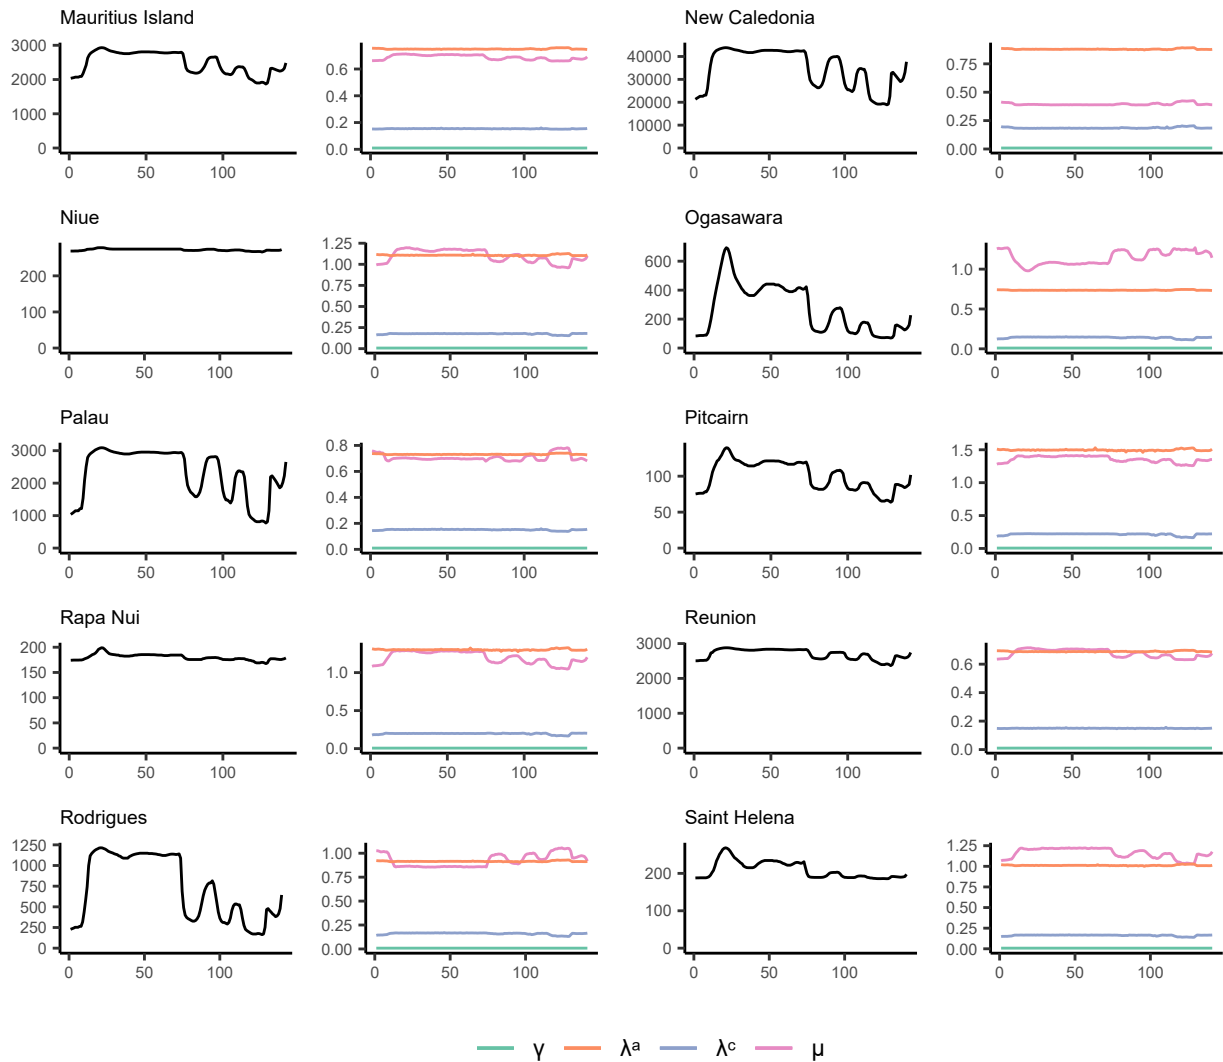 Mauritius Island
3000
2000
1000
0
0 50 100
0.6
0.4
0.2
0.0
0 50 100
New Caledonia
40000
30000
20000
10000
0
0 50 100
0.75
0.50
0.25
0.00
0 50 100
Niue
200
100
0
0 50 100
1.25
1.00
0.75
0.50
0.25
0.00
0 50 100
Ogasawara
600
400
200
0
0 50 100
1.0
0.5
0.0
0 50 100
Palau
3000
2000
1000
0
0 50 100
0.8
0.6
0.4
0.2
0.0
0 50 100
Pitcairn
100
50
0
0 50 100
1.5
1.0
0.5
0.0
0 50 100
Rapa Nui
200
150
100
50
0
0 50 100
1.0
0.5
0.0
0 50 100
Reunion
3000
2000
1000
0
0 50 100
0.6
0.4
0.2
0.0
0 50 100
Rodrigues
1250
1000
750
500
250
0
0 50 100
1.00
0.75
0.50
0.25
0.00
0 50 100
Saint Helena
200
100
0
0 50 100
1.25
1.00
0.75
0.50
0.25
0.00
0 50 100
γ λᵃ λᶜ μ